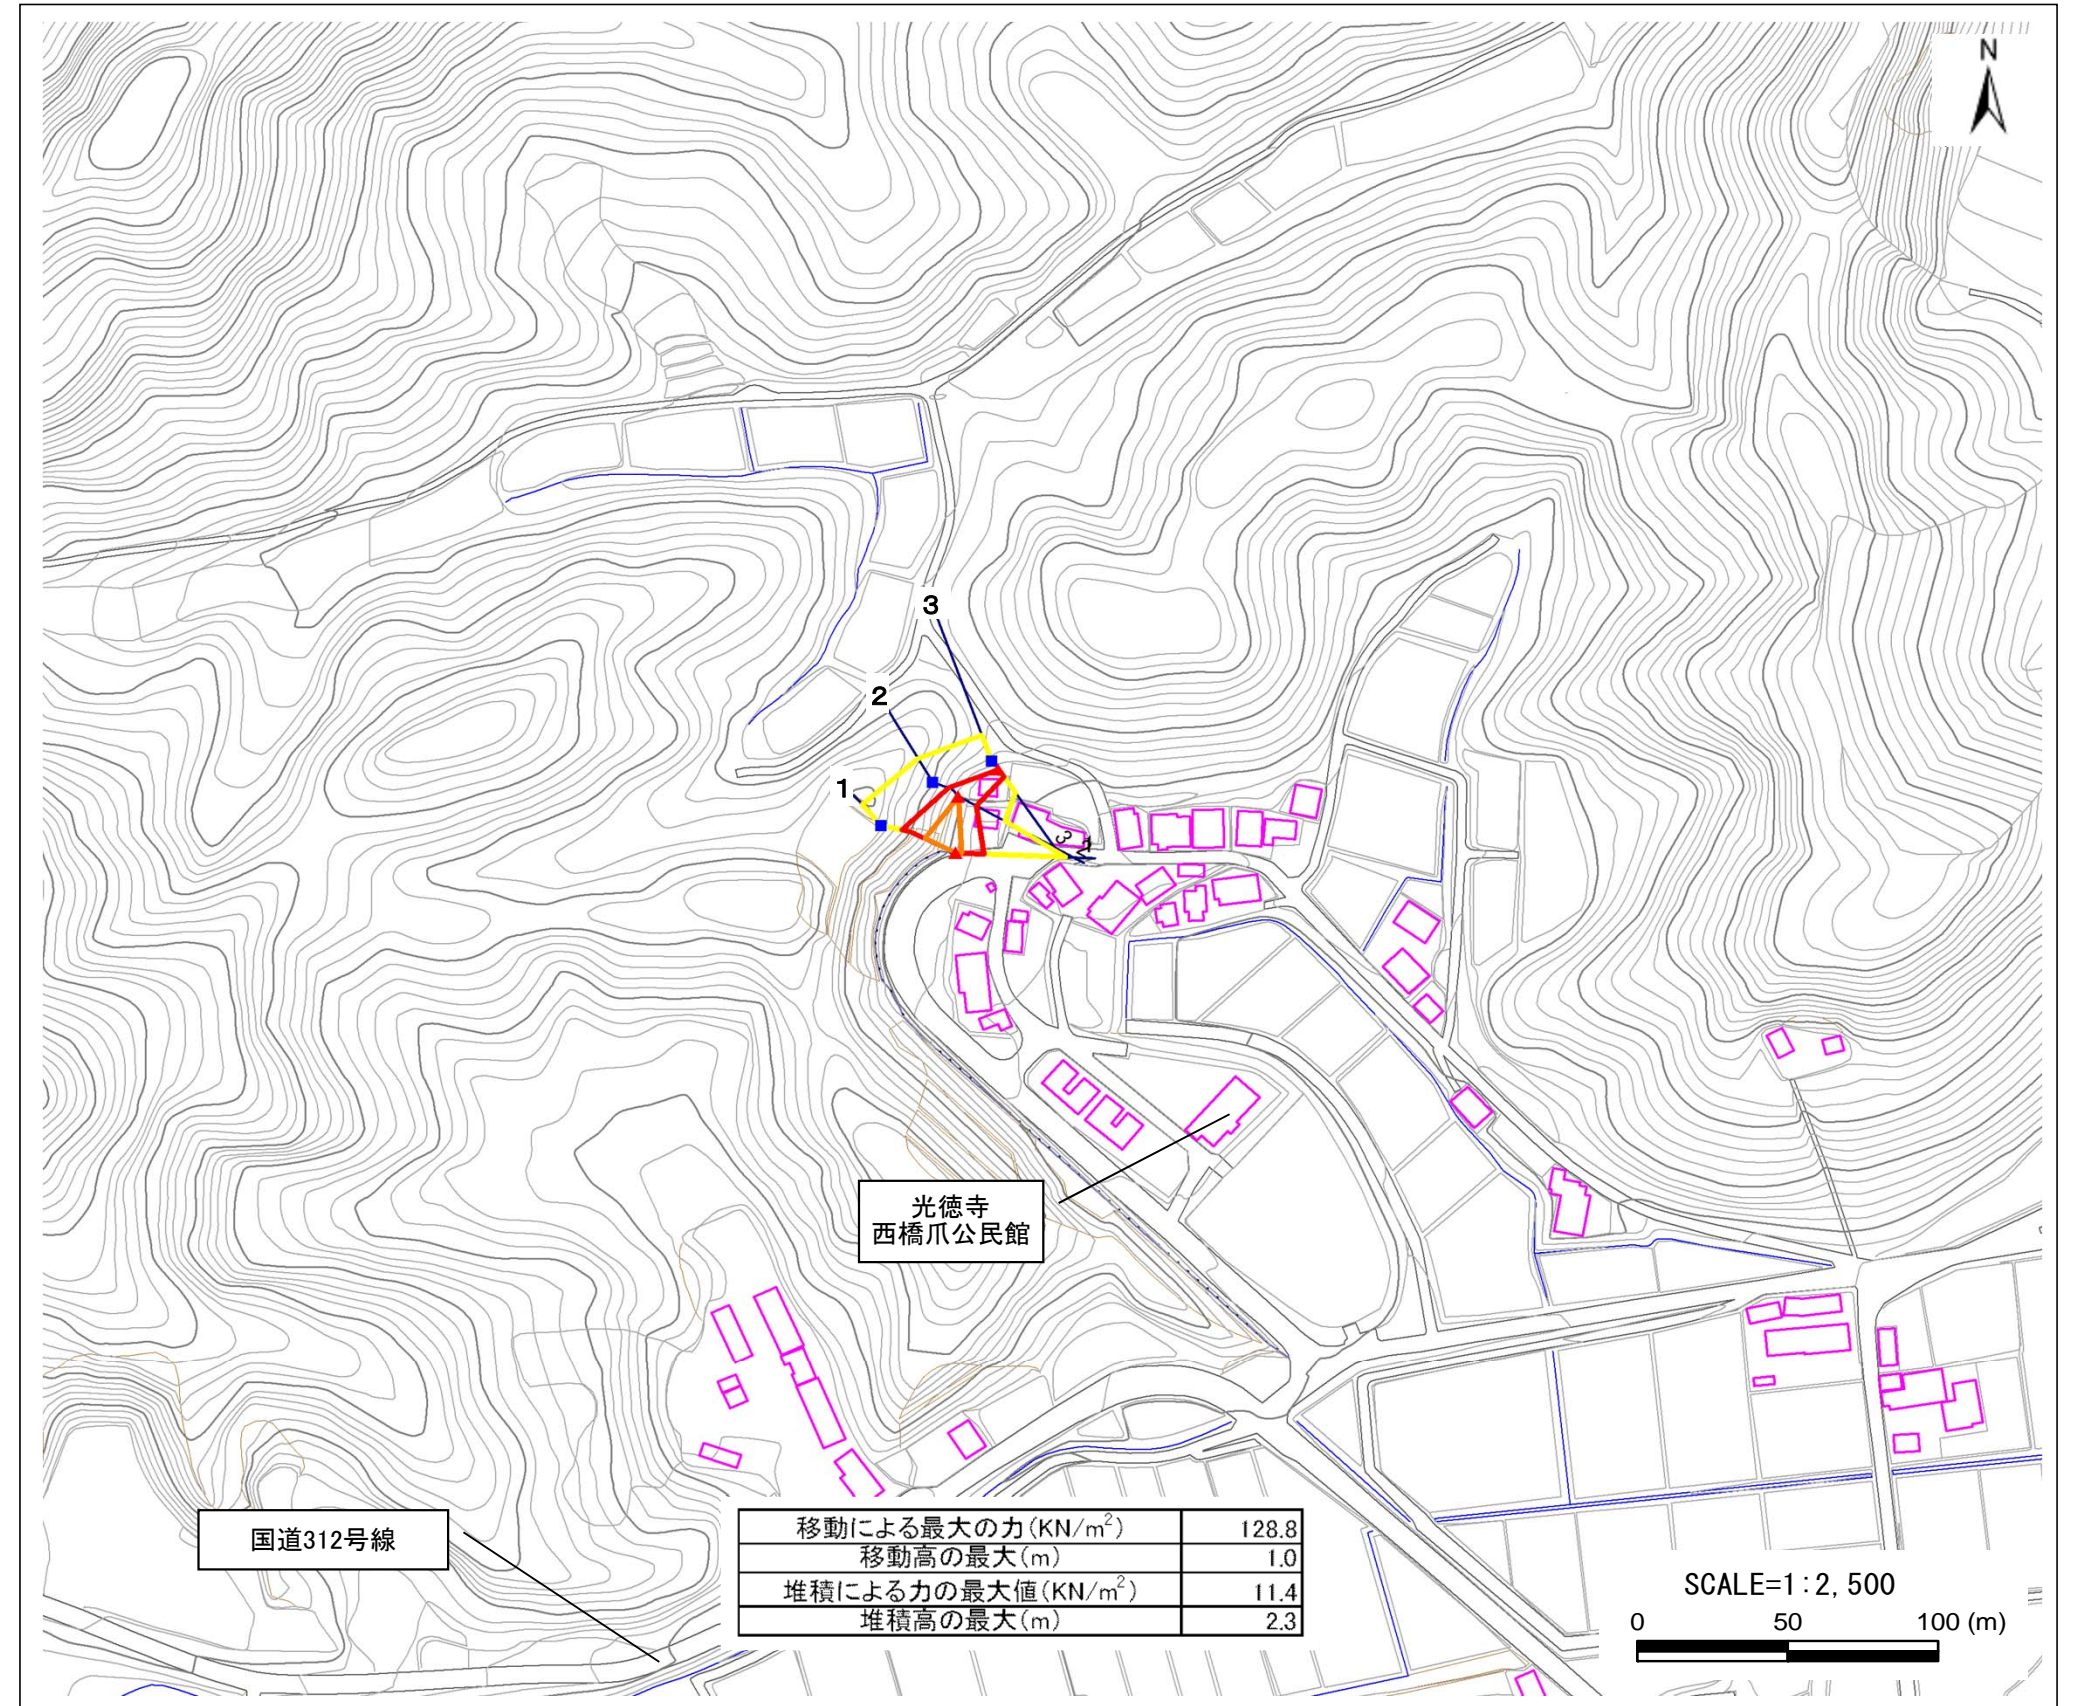 N
3
2
1
3
光徳寺
西橋爪公民館
国道312号線
移動による最大の力(KN/m²) 128.8
移動高の最大(m) 1.0
堆積による力の最大値(KN/m²) 11.4
堆積高の最大(m) 2.3
SCALE=1:2,500
0 50 100 (m)